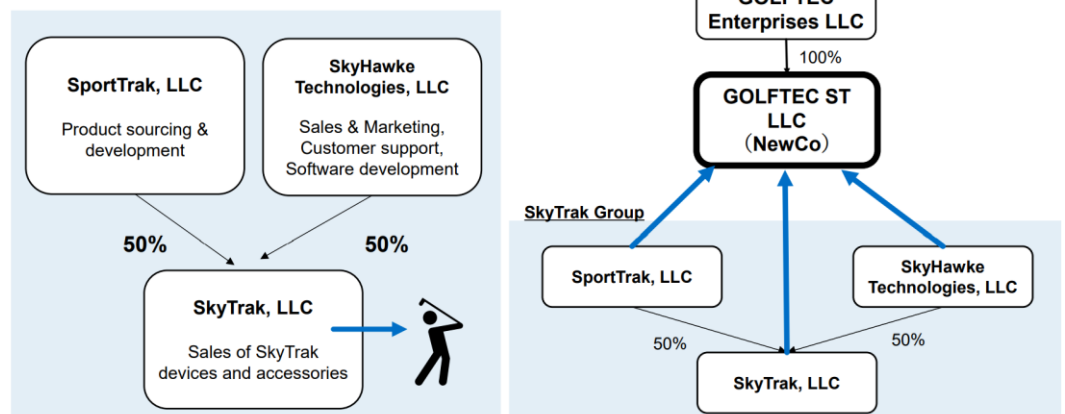 SportTrak, LLC
Product sourcing &
development
SkyHawke
Technologies, LLC
Sales & Marketing,
Customer support,
Software development
50%
50%
SkyTrak, LLC
Sales of SkyTrak
devices and accessories
GOLFTEC
Enterprises LLC
100%
GOLFTEC ST
LLC
（NewCo）
SkyTrak Group
SportTrak, LLC
SkyHawke
Technologies, LLC
50%
50%
SkyTrak, LLC